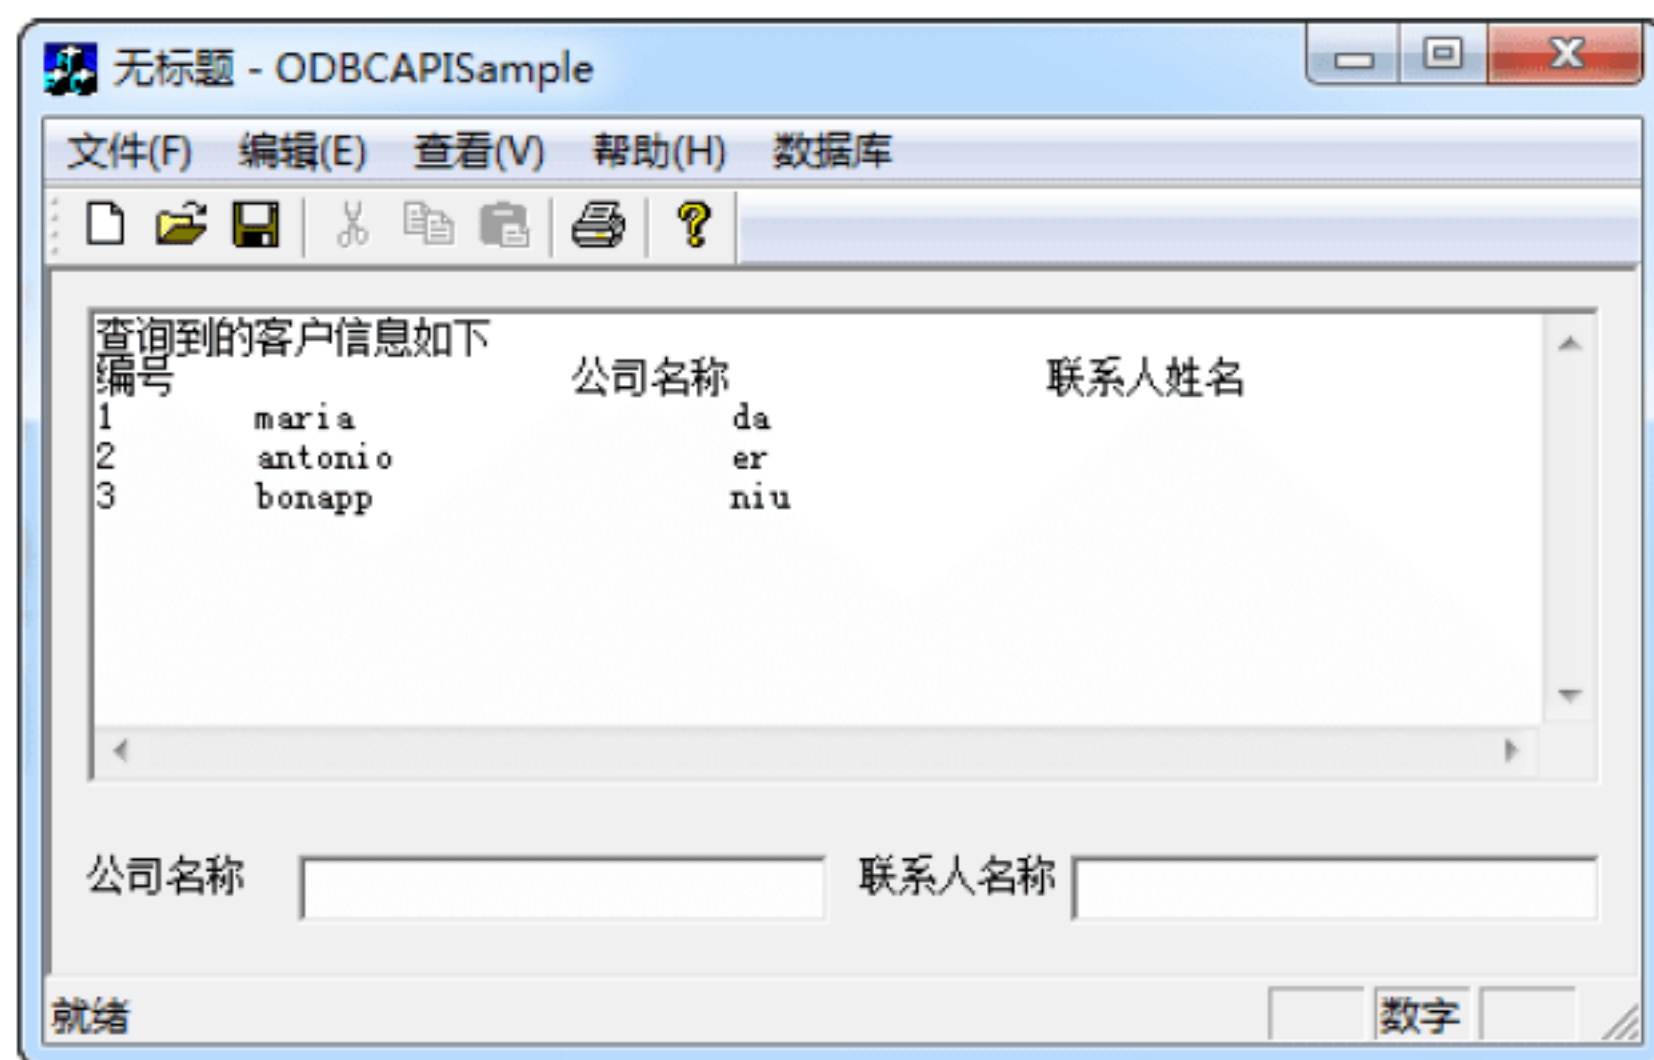 无标题 - ODBCAPISample
文件(F) 编辑(E) 查看(V) 帮助(H) 数据库
查询到的客户信息如下
编号 公司名称 联系人姓名
1 maria da
2 antonio er
3 bonapp niu
公司名称 联系人名称
就绪 数字